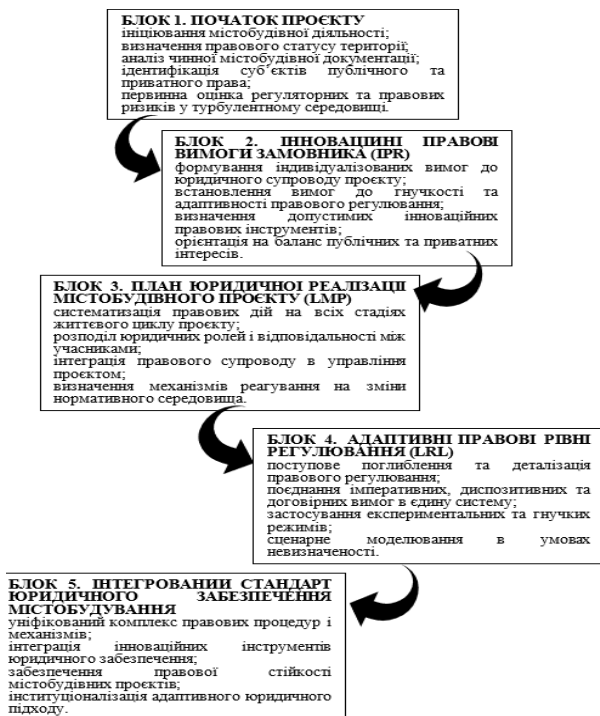 БЛОК 1. ПОЧАТОК ПРОЄКТУ
ініціювання містобудівної діяльності;
визначення правового статусу території;
аналіз чинної містобудівної документації;
ідентифікація суб´єктів публічного та
приватного права;
первинна оцінка регуляторних та правових
ризиків у турбулентному середовищі.
БЛОК 2. ІННОВАЦІЙНІ ПРАВОВІ
ВИМОГИ ЗАМОВНИКА (IPR)
формування індивідуалізованих вимог до
юридичного супроводу проєкту;
встановлення вимог до гнучкості та
адаптивності правового регулювання;
визначення допустимих інноваційних
правових інструментів;
орієнтація на баланс публічних та приватних
інтересів.
БЛОК 3. ПЛАН ЮРИДИЧНОЇ РЕАЛІЗАЦІЇ
МІСТОБУДІВНОГО ПРОЄКТУ (LMP)
систематизація правових дій на всіх стадіях
життєвого циклу проєкту;
розподіл юридичних ролей і відповідальності між
учасниками;
інтеграція правового супроводу в управління
проєктом;
визначення механізмів реагування на зміни
нормативного середовища.
БЛОК 4. АДАПТИВНІ ПРАВОВІ РІВНІ
РЕГУЛЮВАННЯ (LRL)
поступове поглиблення та деталізація
правового регулювання;
поєднання імперативних, диспозитивних та
договірних вимог в єдину систему;
застосування експериментальних та гнучких
режимів;
сценарне моделювання в умовах
невизначеності.
БЛОК 5. ІНТЕГРОВАНИЙ СТАНДАРТ
ЮРИДИЧНОГО ЗАБЕЗПЕЧЕННЯ
МІСТОБУДУВАННЯ
уніфікований комплекс правових процедур і
механізмів;
інтеграція інноваційних інструментів
юридичного забезпечення;
забезпечення правової стійкості
містобудівних проєктів;
інституціоналізація адаптивного юридичного
підходу.